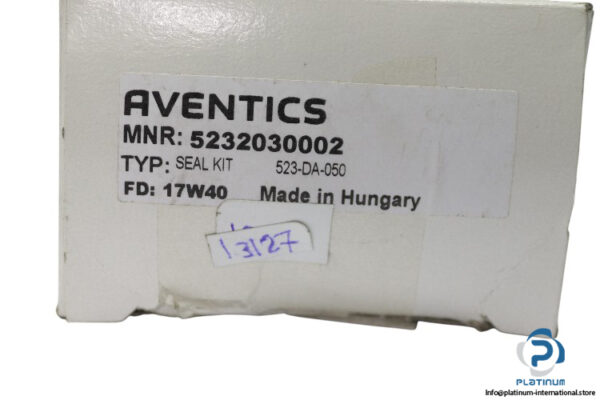 AVENTICS
MNR: 5232030002
TYP: SEAL KIT 523-DA-050
FD: 17W40 Made in Hungary
13127
PLATINUM
Info@platinum-international.store